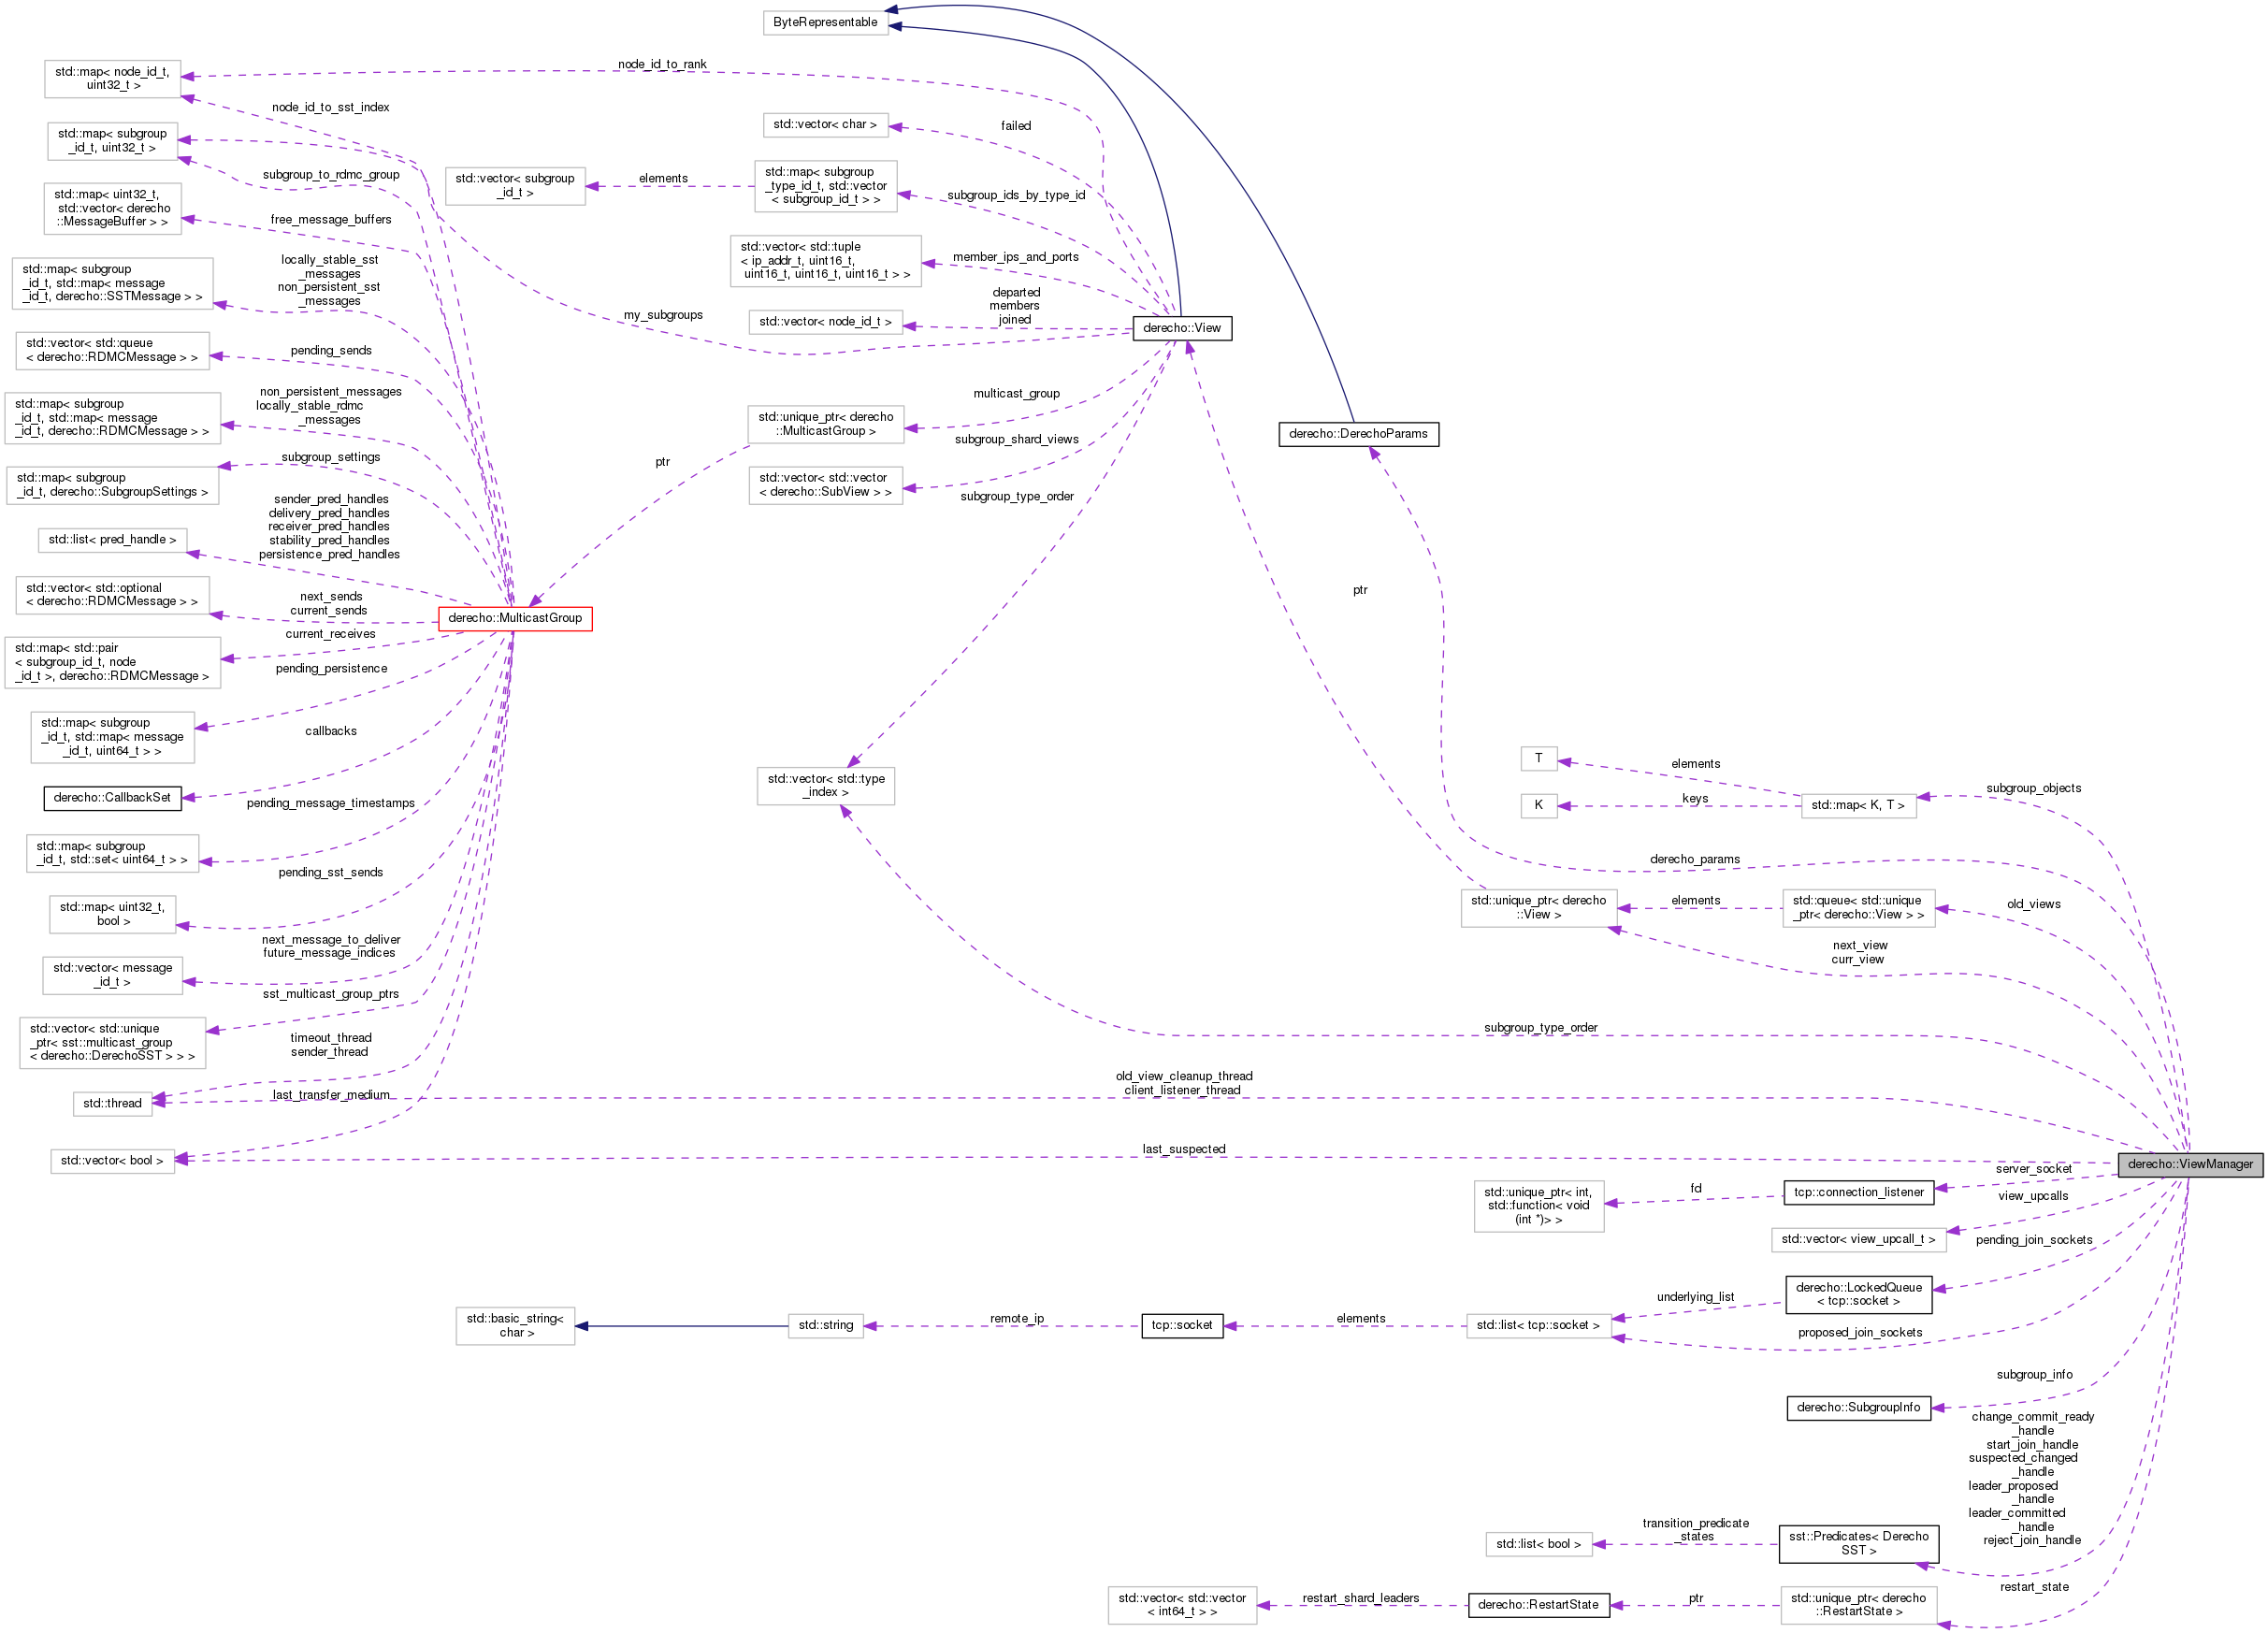 ByteRepresentable
node_id_to_rank
std::map< node_id_t,
uint32_t >
node_id_to_sst_index
failed
std::vector< char >
std::map< subgroup
_id_t, uint32_t >
subgroup_to_rdmc_group
std::vector< subgroup
_id_t >
elements
std::map< subgroup
_type_id_t, std::vector
< subgroup_id_t > >
subgroup_ids_by_type_id
std::map< uint32_t,
std::vector< derecho
::MessageBuffer > >
free_message_buffers
std::vector< std::tuple
< ip_addr_t, uint16_t,
uint16_t, uint16_t, uint16_t > >
member_ips_and_ports
std::map< subgroup
_id_t, std::map< message
_id_t, derecho::SSTMessage > >
locally_stable_sst
_messages
non_persistent_sst
_messages
my_subgroups
std::vector< node_id_t >
departed
members
joined
derecho::View
std::vector< std::queue
< derecho::RDMCMessage > >
pending_sends
std::map< subgroup
_id_t, std::map< message
_id_t, derecho::RDMCMessage > >
non_persistent_messages
locally_stable_rdmc
_messages
std::unique_ptr< derecho
::MulticastGroup >
multicast_group
derecho::DerechoParams
subgroup_shard_views
ptr
std::map< subgroup
_id_t, derecho::SubgroupSettings >
subgroup_settings
std::vector< std::vector
< derecho::SubView > >
subgroup_type_order
std::list< pred_handle >
sender_pred_handles
delivery_pred_handles
receiver_pred_handles
stability_pred_handles
persistence_pred_handles
std::vector< std::optional
< derecho::RDMCMessage > >
next_sends
current_sends
derecho::MulticastGroup
ptr
std::map< std::pair
< subgroup_id_t, node
_id_t >, derecho::RDMCMessage >
current_receives
pending_persistence
std::map< subgroup
_id_t, std::map< message
_id_t, uint64_t > >
callbacks
derecho::CallbackSet
std::vector< std::type
_index >
T
elements
K
keys
std::map< K, T >
subgroup_objects
pending_message_timestamps
std::map< subgroup
_id_t, std::set< uint64_t > >
derecho_params
pending_sst_sends
std::map< uint32_t,
bool >
std::unique_ptr< derecho
::View >
elements
std::queue< std::unique
_ptr< derecho::View > >
old_views
next_view
curr_view
next_message_to_deliver
future_message_indices
std::vector< message
_id_t >
sst_multicast_group_ptrs
std::vector< std::unique
_ptr< sst::multicast_group
< derecho::DerechoSST > > >
subgroup_type_order
timeout_thread
sender_thread
old_view_cleanup_thread
client_listener_thread
std::thread
last_transfer_medium
std::vector< bool >
last_suspected
derecho::ViewManager
server_socket
std::unique_ptr< int,
std::function< void
(int *)> >
fd
tcp::connection_listener
view_upcalls
std::vector< view_upcall_t >
pending_join_sockets
derecho::LockedQueue
< tcp::socket >
underlying_list
std::basic_string<
char >
std::string
remote_ip
tcp::socket
elements
std::list< tcp::socket >
proposed_join_sockets
subgroup_info
derecho::SubgroupInfo
change_commit_ready
_handle
start_join_handle
suspected_changed
_handle
leader_proposed
_handle
leader_committed
_handle
reject_join_handle
std::list< bool >
transition_predicate
_states
sst::Predicates< Derecho
SST >
restart_state
std::vector< std::vector
< int64_t > >
restart_shard_leaders
derecho::RestartState
ptr
std::unique_ptr< derecho
::RestartState >